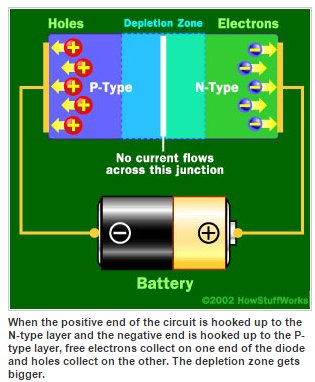 Holes Depletion Zone Electrons
P-Type N-Type
No current flows
across this junction
Battery
©2002 HowStuffWorks
When the positive end of the circuit is hooked up to the
N-type layer and the negative end is hooked up to the P-
type layer, free electrons collect on one end of the diode
and holes collect on the other. The depletion zone gets
bigger.